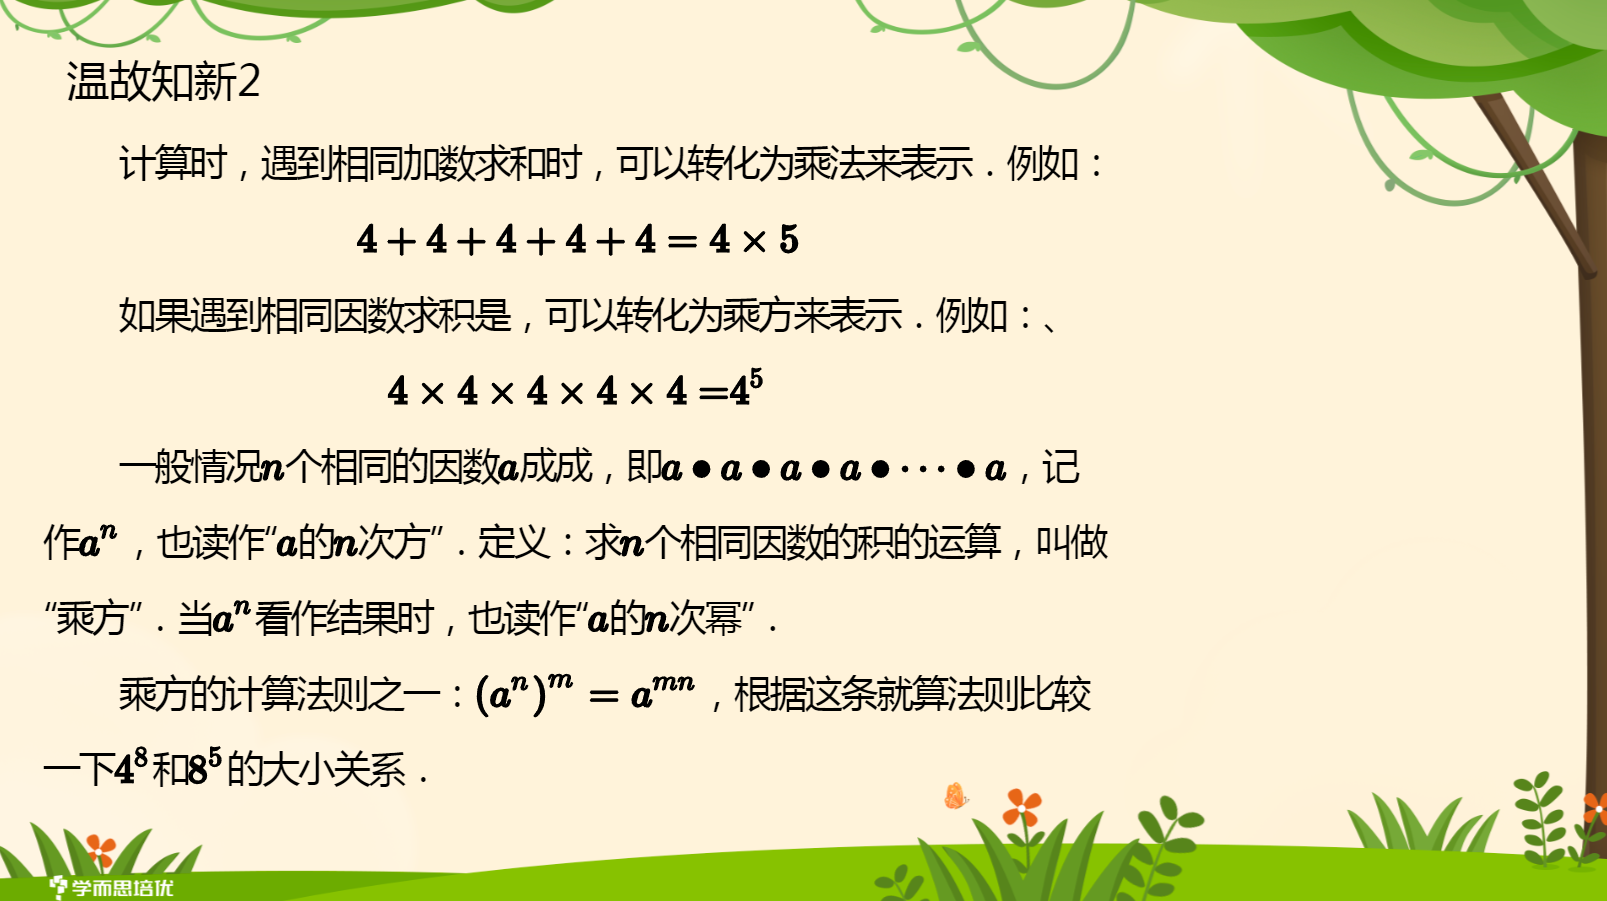 温故知新2
计算时，遇到相同加数求和时，可以转化为乘法来表示．例如：
4 + 4 + 4 + 4 + 4 = 4 × 5
如果遇到相同因数求积是，可以转化为乘方来表示．例如：、
4 × 4 × 4 × 4 × 4 =4⁵
一般情况n个相同的因数a成成，即a • a • a • a • ··· • a，记
作aⁿ，也读作“a的n次方”．定义：求n个相同因数的积的运算，叫做
“乘方”．当aⁿ看作结果时，也读作“a的n次幂”．
乘方的计算法则之一：(aⁿ)ᵐ = aᵐⁿ，根据这条就算法则比较
一下4⁸和8⁵的大小关系．
学而思培优